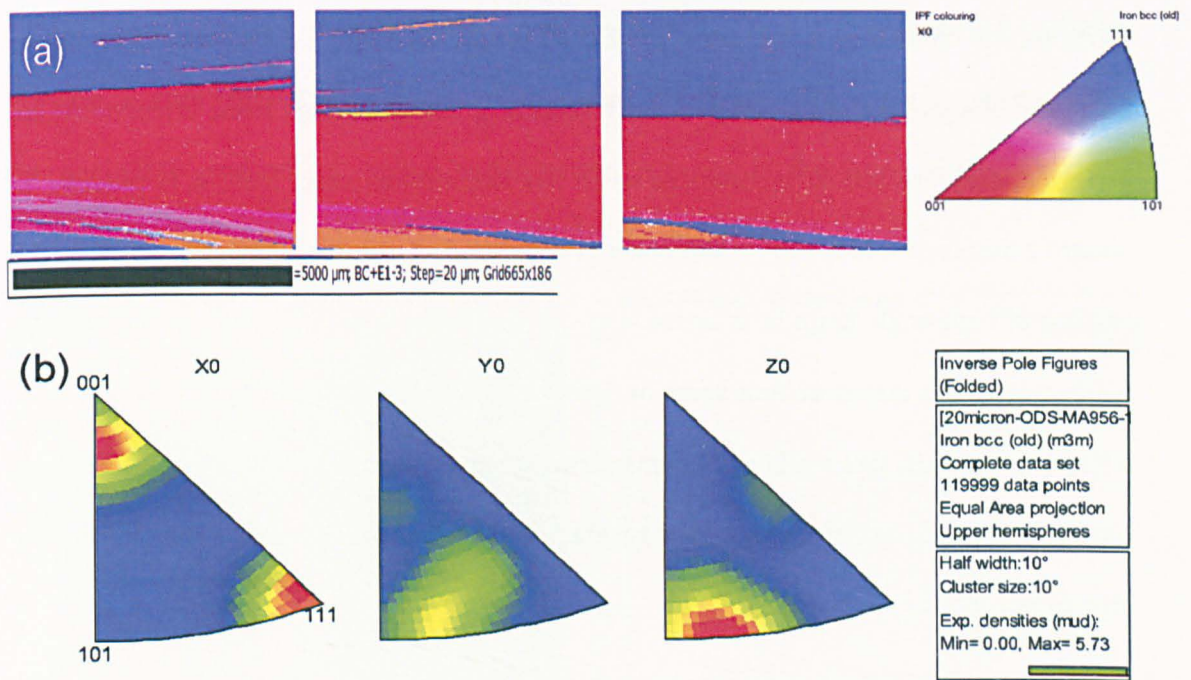 (a)
IPF colouring
X0
Iron bcc (old)
111
001
101
=5000 µm; BC+E1-3; Step=20 µm; Grid665x186
(b)
X0
Y0
Z0
001
111
101
Inverse Pole Figures
(Folded)
[20micron-ODS-MA956-1
Iron bcc (old) (m3m)
Complete data set
119999 data points
Equal Area projection
Upper hemispheres
Half width:10°
Cluster size:10°
Exp. densities (mud):
Min= 0.00, Max= 5.73